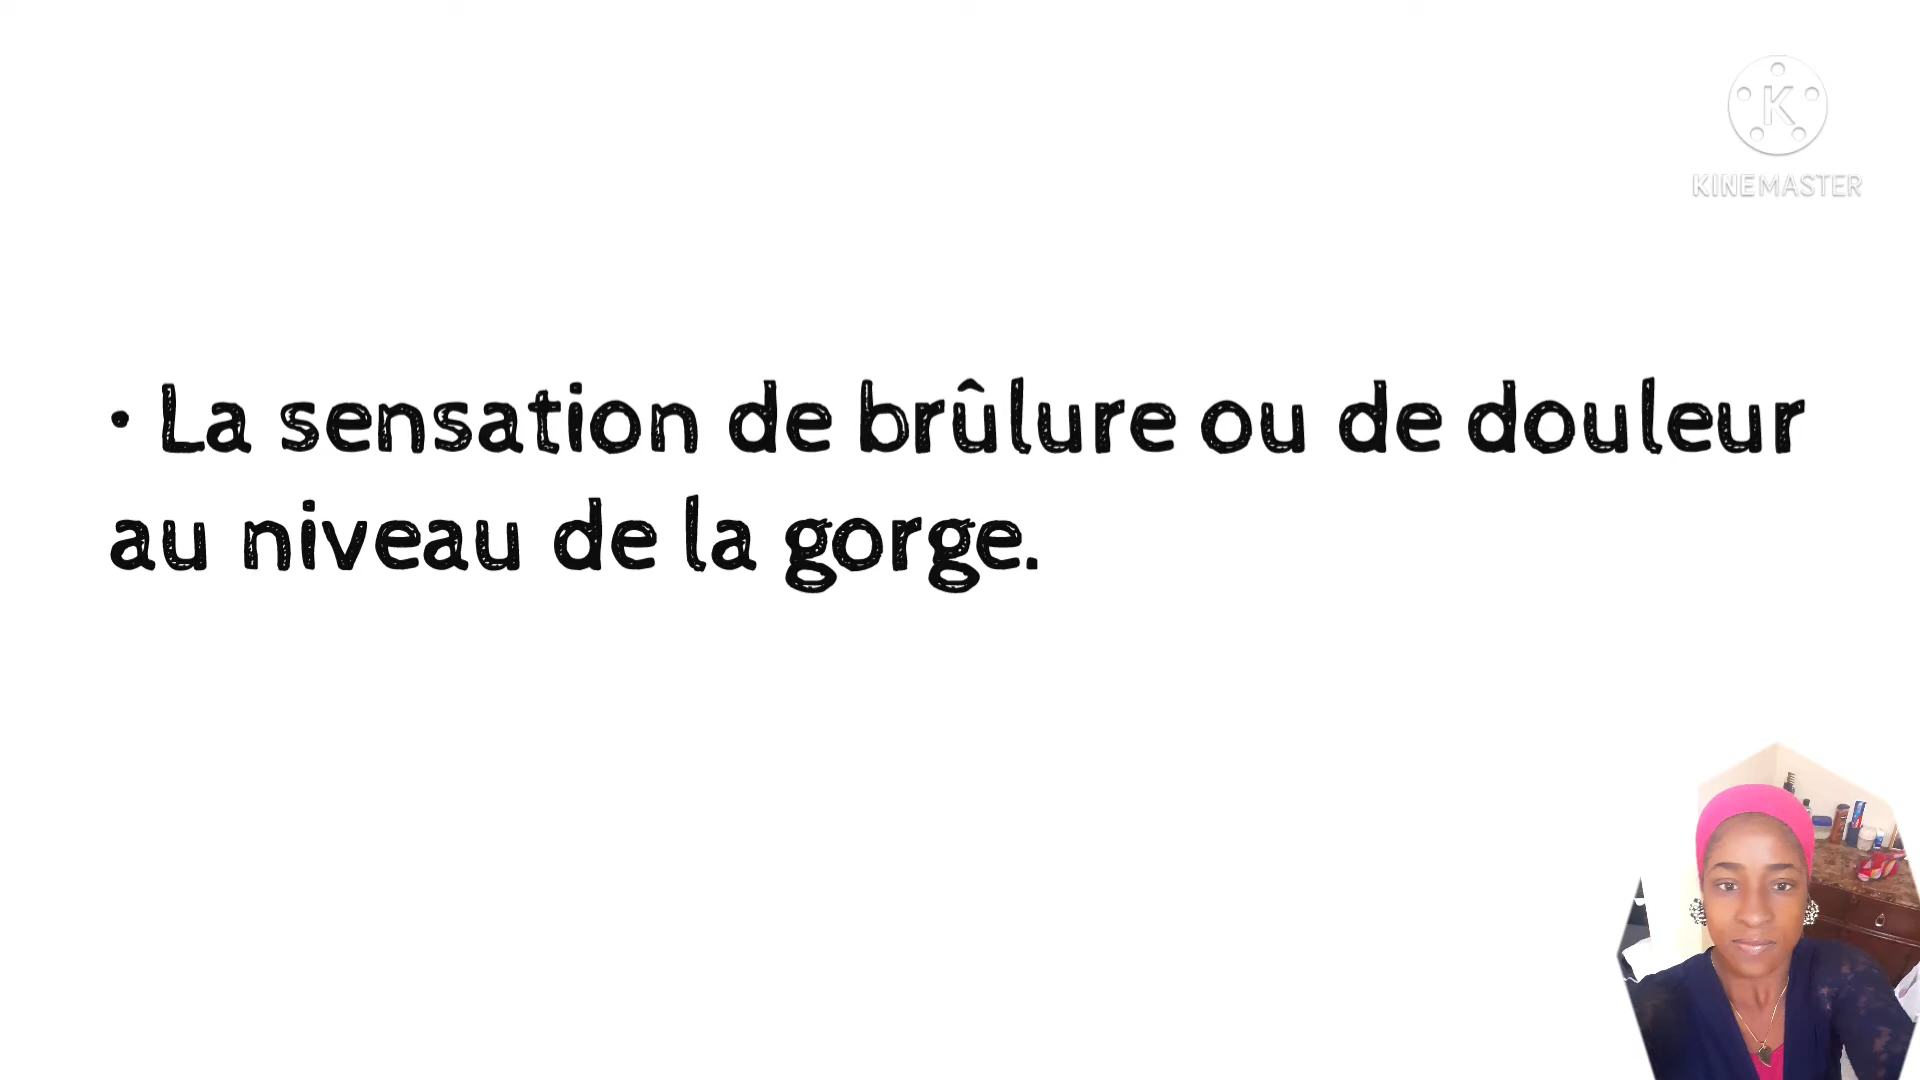 KINEMASTER
• La sensation de brûlure ou de douleur
au niveau de la gorge.